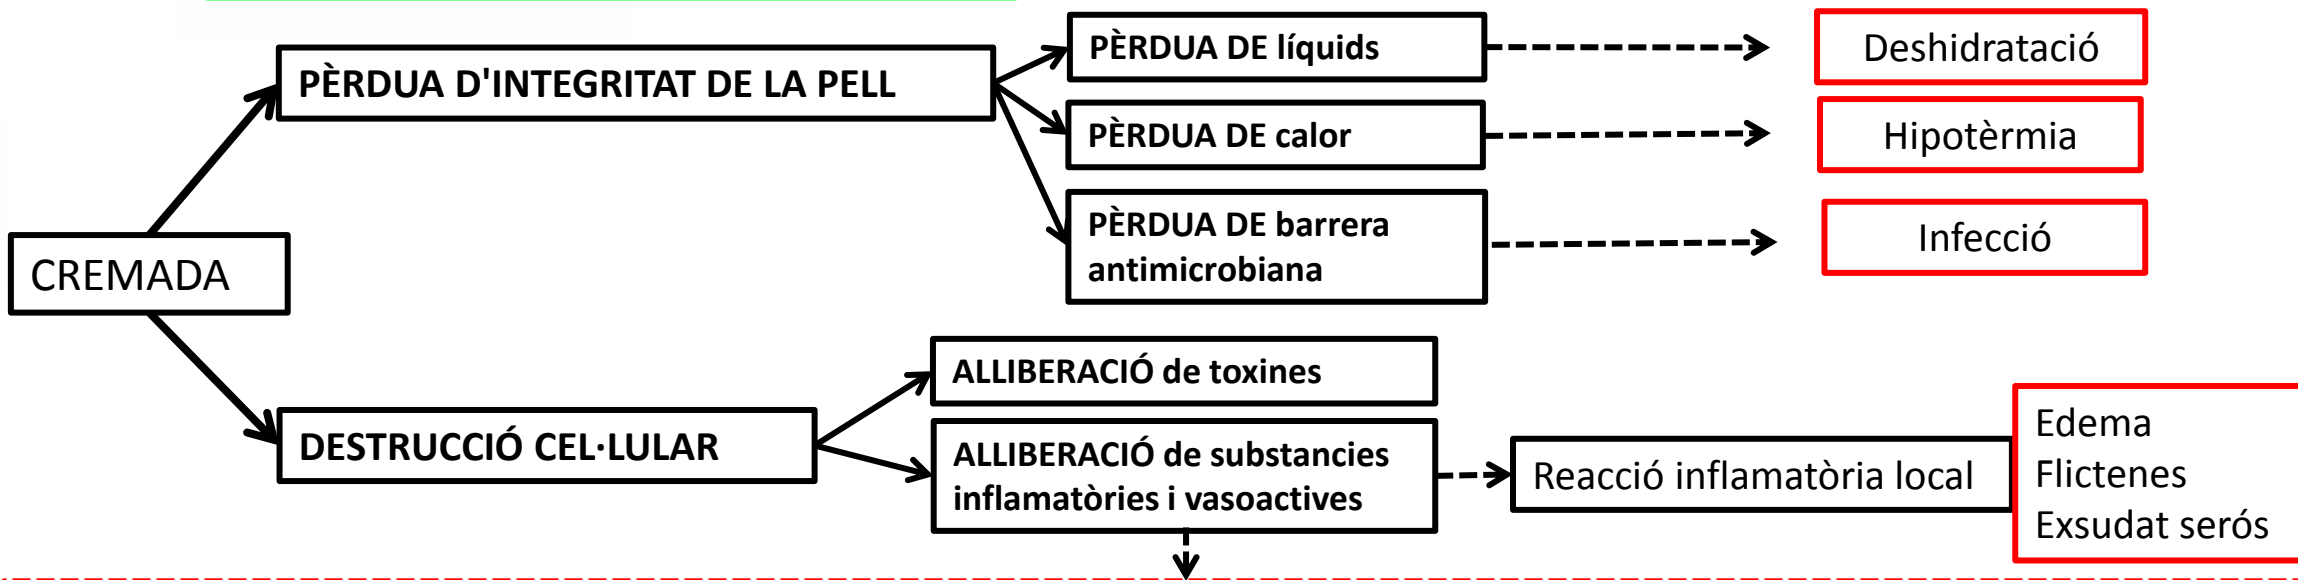 PÈRDUA D'INTEGRITAT DE LA PELL
PÈRDUA DE líquids
Deshidratació
PÈRDUA DE calor
Hipotèrmia
PÈRDUA DE barrera
antimicrobiana
Infecció
CREMADA
DESTRUCCIÓ CEL·LULAR
ALLIBERACIÓ de toxines
ALLIBERACIÓ de substancies
inflamatòries i vasoactives
Reacció inflamatòria local
Edema
Flictenes
Exsudat serós